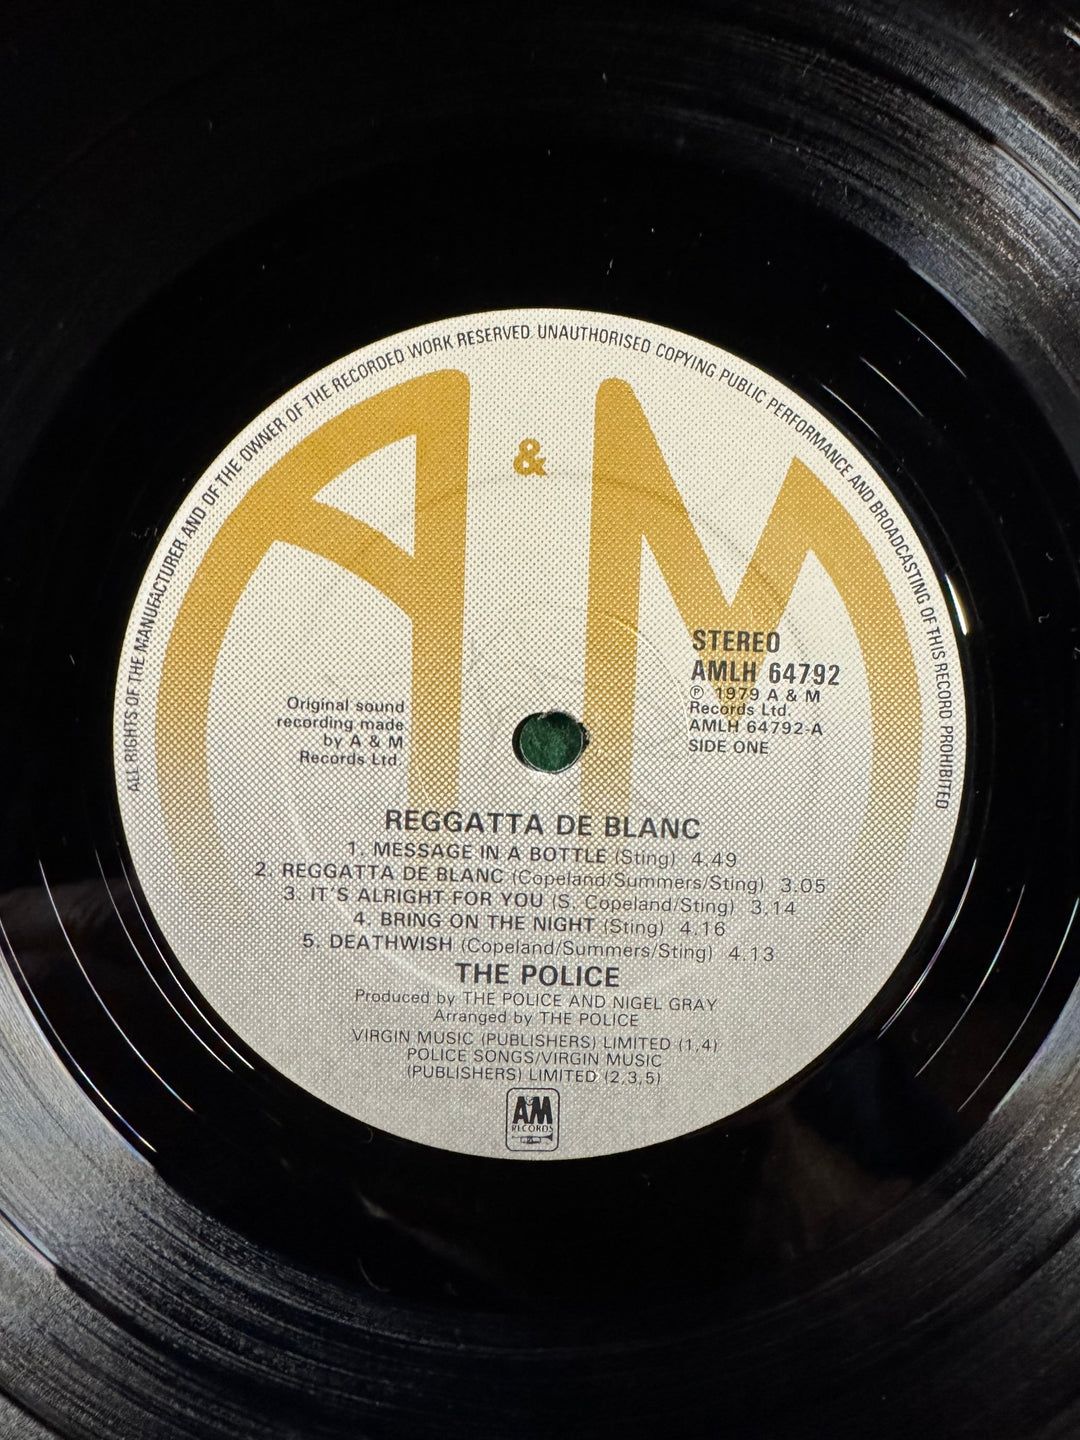 ALL RIGHTS OF THE MANUFACTURER AND OF THE OWNER OF THE RECORDED WORK RESERVED. UNAUTHORISED COPYING PUBLIC PERFORMANCE AND BROADCASTING OF THIS RECORD PROHIBITED
A & M
STEREO
AMLH 64792
℗ 1979 A & M
Records Ltd.
AMLH 64792-A
SIDE ONE
Original sound
recording made
by A & M
Records Ltd.
REGGATTA DE BLANC
1. MESSAGE IN A BOTTLE (Sting) 4.49
2. REGGATTA DE BLANC (Copeland/Summers/Sting) 3.05
3. IT'S ALRIGHT FOR YOU (S. Copeland/Sting) 3.14
4. BRING ON THE NIGHT (Sting) 4.16
5. DEATHWISH (Copeland/Summers/Sting) 4.13
THE POLICE
Produced by THE POLICE AND NIGEL GRAY
Arranged by THE POLICE
VIRGIN MUSIC (PUBLISHERS) LIMITED (1,4)
POLICE SONGS/VIRGIN MUSIC
(PUBLISHERS) LIMITED (2,3,5)
A&M
RECORDS